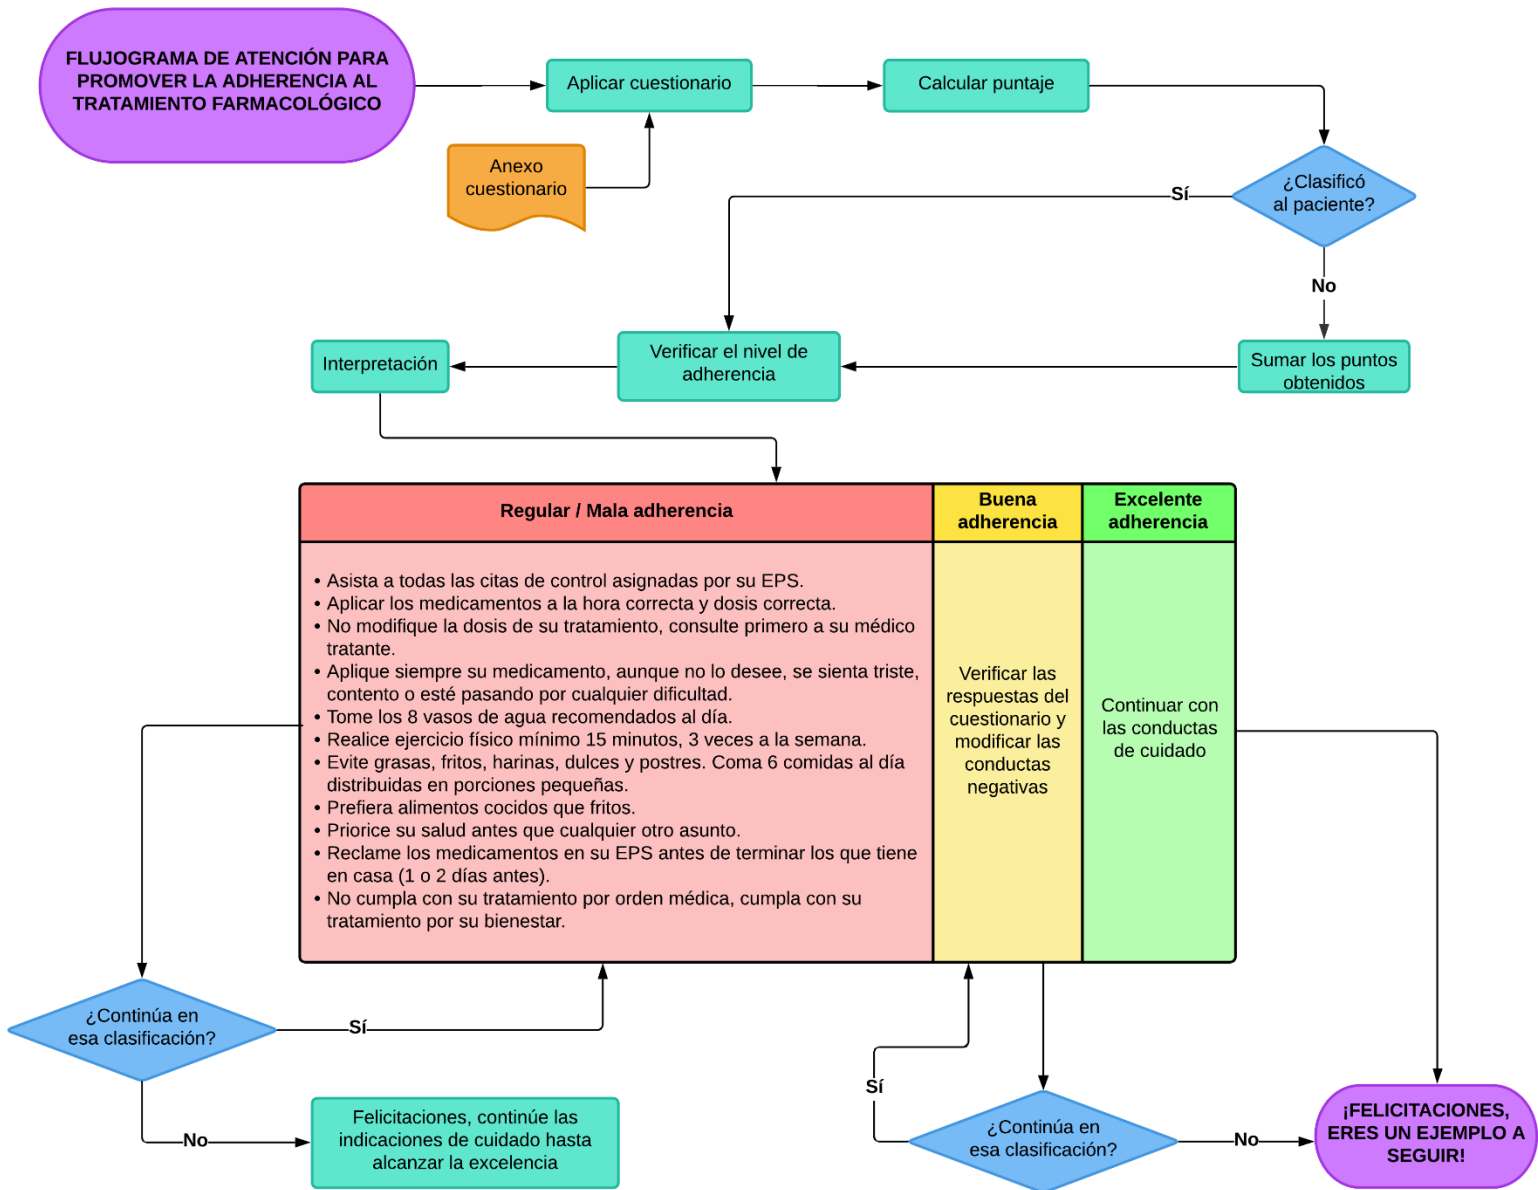 FLUJOGRAMA DE ATENCIÓN PARA
PROMOVER LA ADHERENCIA AL
TRATAMIENTO FARMACOLÓGICO
Aplicar cuestionario
Calcular puntaje
Anexo
cuestionario
¿Clasificó
al paciente?
Sí
No
Sumar los puntos
obtenidos
Verificar el nivel de
adherencia
Interpretación
Regular / Mala adherencia
• Asista a todas las citas de control asignadas por su EPS.
• Aplicar los medicamentos a la hora correcta y dosis correcta.
• No modifique la dosis de su tratamiento, consulte primero a su médico
tratante.
• Aplique siempre su medicamento, aunque no lo desee, se sienta triste,
contento o esté pasando por cualquier dificultad.
• Tome los 8 vasos de agua recomendados al día.
• Realice ejercicio físico mínimo 15 minutos, 3 veces a la semana.
• Evite grasas, fritos, harinas, dulces y postres. Coma 6 comidas al día
distribuidas en porciones pequeñas.
• Prefiera alimentos cocidos que fritos.
• Priorice su salud antes que cualquier otro asunto.
• Reclame los medicamentos en su EPS antes de terminar los que tiene
en casa (1 o 2 días antes).
• No cumpla con su tratamiento por orden médica, cumpla con su
tratamiento por su bienestar.
Buena
adherencia
Verificar las
respuestas del
cuestionario y
modificar las
conductas
negativas
Excelente
adherencia
Continuar con
las conductas
de cuidado
¿Continúa en
esa clasificación?
Sí
No
Felicitaciones, continúe las
indicaciones de cuidado hasta
alcanzar la excelencia
¿Continúa en
esa clasificación?
Sí
No
¡FELICITACIONES,
ERES UN EJEMPLO A
SEGUIR!